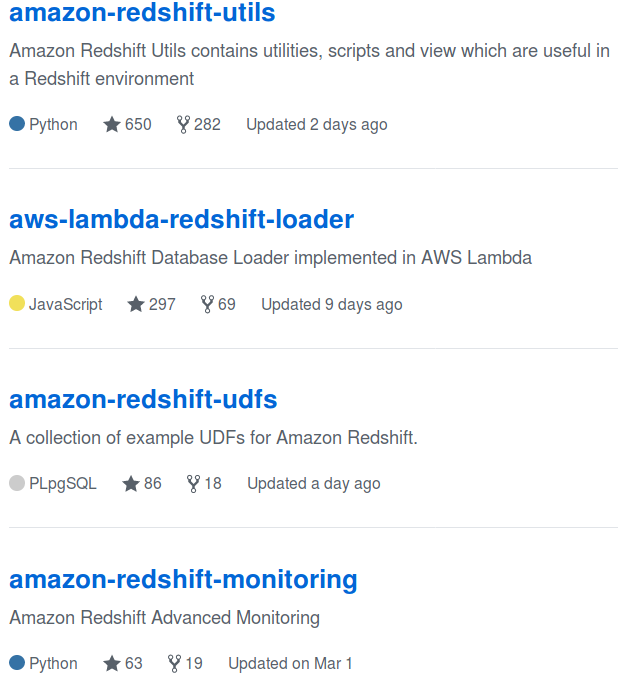 amazon-redshift-utils
Amazon Redshift Utils contains utilities, scripts and view which are useful in
a Redshift environment
Python 650 282 Updated 2 days ago
aws-lambda-redshift-loader
Amazon Redshift Database Loader implemented in AWS Lambda
JavaScript 297 69 Updated 9 days ago
amazon-redshift-udfs
A collection of example UDFs for Amazon Redshift.
PLpgSQL 86 18 Updated a day ago
amazon-redshift-monitoring
Amazon Redshift Advanced Monitoring
Python 63 19 Updated on Mar 1